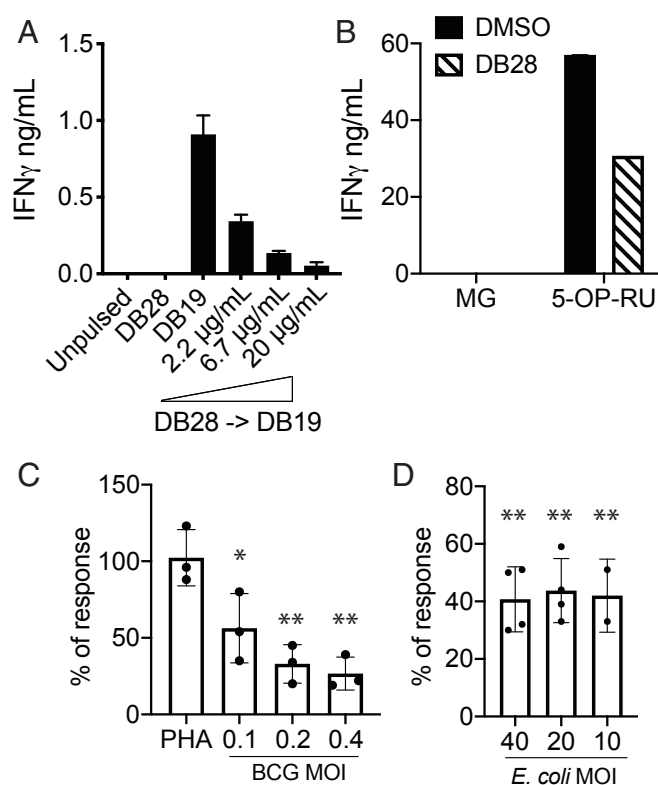 A
IFNγ ng/mL
1.5
1.0
0.5
0.0
Unpulsed
DB28
DB19
2.2 μg/mL
6.7 μg/mL
20 μg/mL
DB28 -> DB19
B
DMSO
DB28
IFNγ ng/mL
60
40
20
0
MG
5-OP-RU
C
% of response
150
100
50
0
*
**
**
PHA
0.1
0.2
0.4
BCG MOI
D
% of response
80
60
40
20
0
**
**
**
40
20
10
E. coli MOI